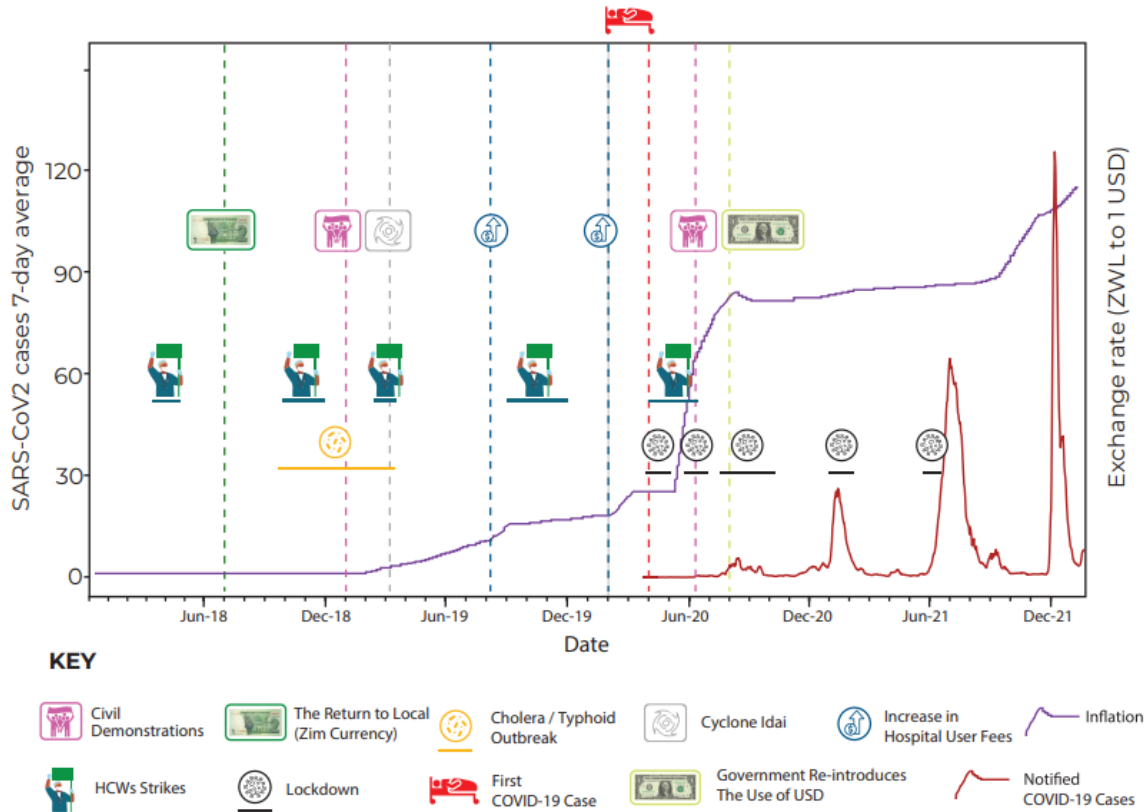 SARS-CoV2 cases 7-day average
120
90
60
30
0
Exchange rate (ZWL to 1 USD)
Jun-18 Dec-18 Jun-19 Dec-19 Jun-20 Dec-20 Jun-21 Dec-21
Date
KEY
Civil
Demonstrations
The Return to Local
(Zim Currency)
Cholera / Typhoid
Outbreak
Cyclone Idai
Increase in
Hospital User Fees
Inflation
HCWs Strikes
Lockdown
First
COVID-19 Case
Government Re-introduces
The Use of USD
Notified
COVID-19 Cases